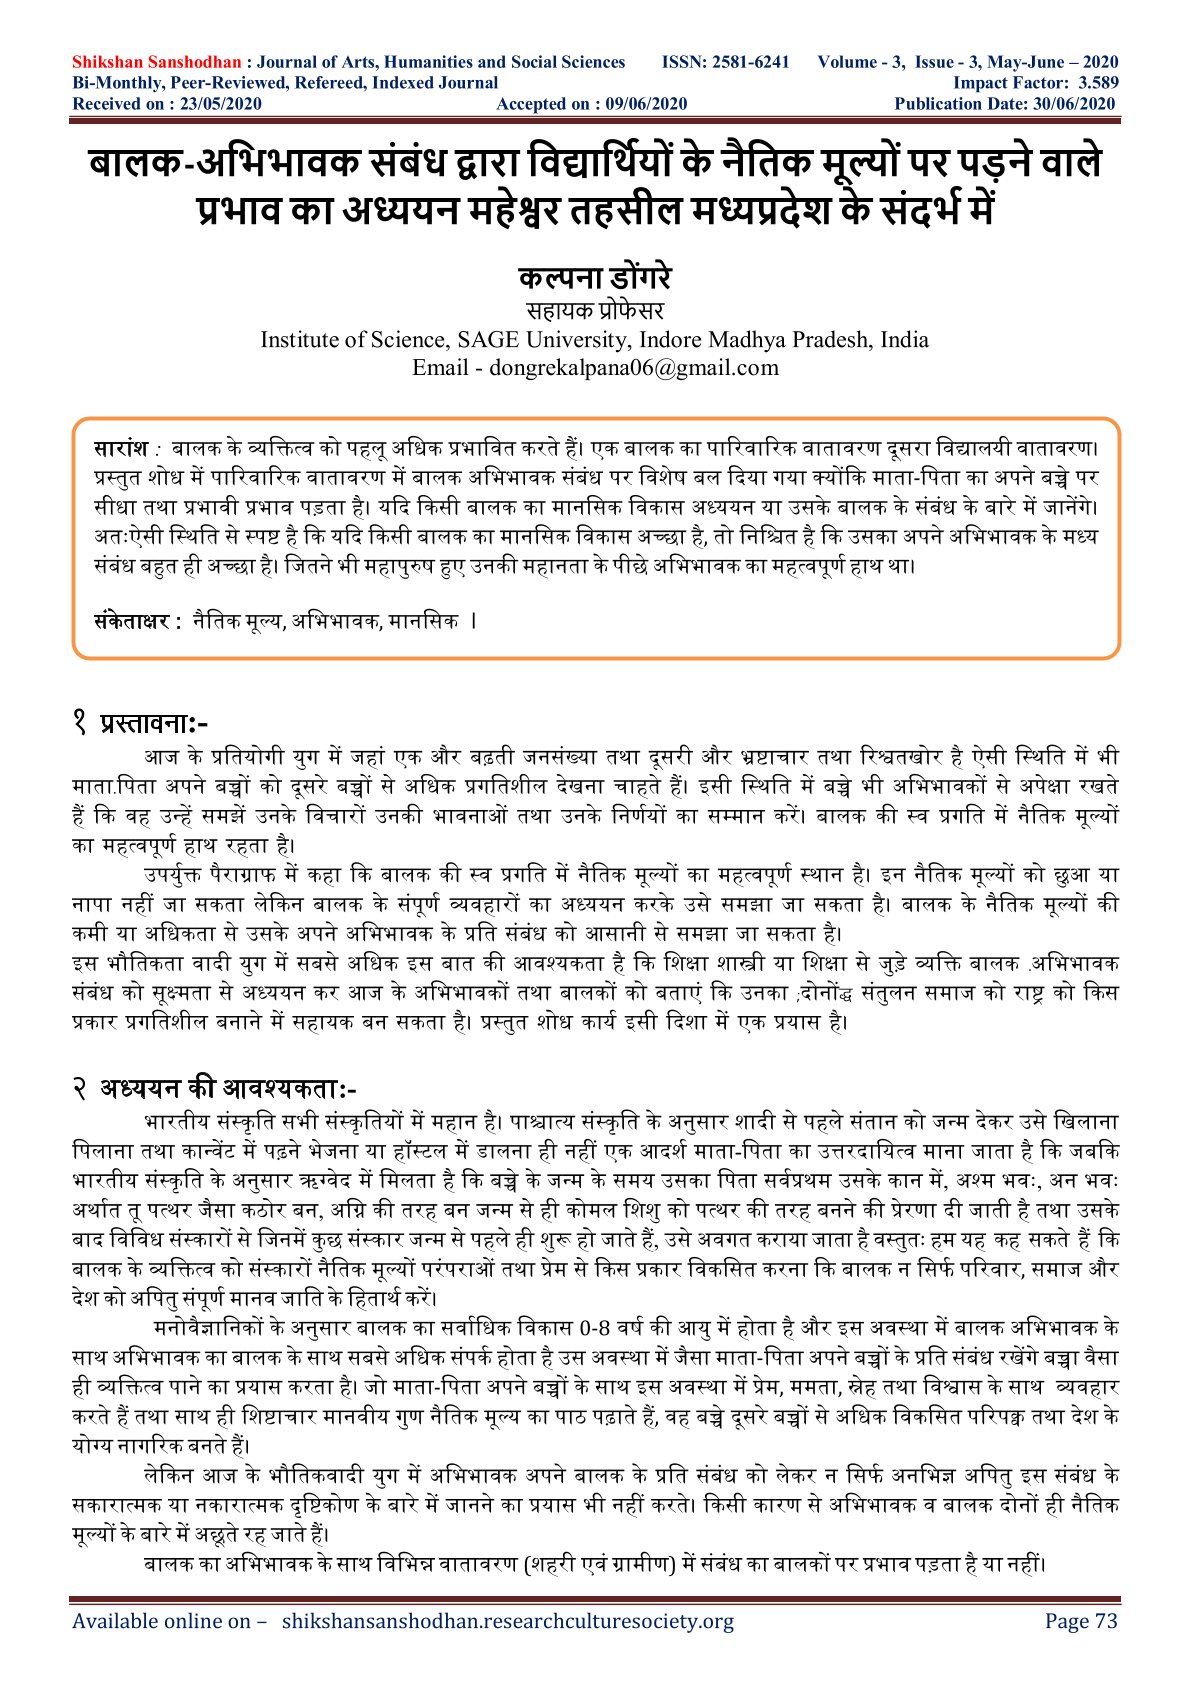 Shikshan Sanshodhan : Journal of Arts, Humanities and Social Sciences ISSN: 2581-6241 Volume - 3, Issue - 3, May-June – 2020
Bi-Monthly, Peer-Reviewed, Refereed, Indexed Journal Impact Factor: 3.589
Received on : 23/05/2020 Accepted on : 09/06/2020 Publication Date: 30/06/2020
बालक-अभिभावक संबंध द्वारा विद्यार्थियों के नैतिक मूल्यों पर पड़ने वाले
प्रभाव का अध्ययन महेश्वर तहसील मध्यप्रदेश के संदर्भ में
कल्पना डोंगरे
सहायक प्रोफेसर
Institute of Science, SAGE University, Indore Madhya Pradesh, India
Email - dongrekalpana06@gmail.com
सारांश : बालक के व्यक्तित्व को पहलू अधिक प्रभावित करते हैं। एक बालक का पारिवारिक वातावरण दूसरा विद्यालयी वातावरण।
प्रस्तुत शोध में पारिवारिक वातावरण में बालक अभिभावक संबंध पर विशेष बल दिया गया क्योंकि माता-पिता का अपने बच्चे पर
सीधा तथा प्रभावी प्रभाव पड़ता है। यदि किसी बालक का मानसिक विकास अध्ययन या उसके बालक के संबंध के बारे में जानेंगे।
अतःऐसी स्थिति से स्पष्ट है कि यदि किसी बालक का मानसिक विकास अच्छा है, तो निश्चित है कि उसका अपने अभिभावक के मध्य
संबंध बहुत ही अच्छा है। जितने भी महापुरुष हुए उनकी महानता के पीछे अभिभावक का महत्वपूर्ण हाथ था।
संकेताक्षर : नैतिक मूल्य, अभिभावक, मानसिक ।
१ प्रस्तावना:-
आज के प्रतियोगी युग में जहां एक और बढ़ती जनसंख्या तथा दूसरी और भ्रष्टाचार तथा रिश्वतखोर है ऐसी स्थिति में भी
माता.पिता अपने बच्चों को दूसरे बच्चों से अधिक प्रगतिशील देखना चाहते हैं। इसी स्थिति में बच्चे भी अभिभावकों से अपेक्षा रखते
हैं कि वह उन्हें समझें उनके विचारों उनकी भावनाओं तथा उनके निर्णयों का सम्मान करें। बालक की स्व प्रगति में नैतिक मूल्यों
का महत्वपूर्ण हाथ रहता है।
उपर्युक्त पैराग्राफ में कहा कि बालक की स्व प्रगति में नैतिक मूल्यों का महत्वपूर्ण स्थान है। इन नैतिक मूल्यों को छुआ या
नापा नहीं जा सकता लेकिन बालक के संपूर्ण व्यवहारों का अध्ययन करके उसे समझा जा सकता है। बालक के नैतिक मूल्यों की
कमी या अधिकता से उसके अपने अभिभावक के प्रति संबंध को आसानी से समझा जा सकता है।
इस भौतिकता वादी युग में सबसे अधिक इस बात की आवश्यकता है कि शिक्षा शास्त्री या शिक्षा से जुड़े व्यक्ति बालक .अभिभावक
संबंध को सूक्ष्मता से अध्ययन कर आज के अभिभावकों तथा बालकों को बताएं कि उनका ;दोनोंद्ध संतुलन समाज को राष्ट्र को किस
प्रकार प्रगतिशील बनाने में सहायक बन सकता है। प्रस्तुत शोध कार्य इसी दिशा में एक प्रयास है।
२ अध्ययन की आवश्यकता:-
भारतीय संस्कृति सभी संस्कृतियों में महान है। पाश्चात्य संस्कृति के अनुसार शादी से पहले संतान को जन्म देकर उसे खिलाना
पिलाना तथा कान्वेंट में पढ़ने भेजना या हॉस्टल में डालना ही नहीं एक आदर्श माता-पिता का उत्तरदायित्व माना जाता है कि जबकि
भारतीय संस्कृति के अनुसार ऋग्वेद में मिलता है कि बच्चे के जन्म के समय उसका पिता सर्वप्रथम उसके कान में, अश्म भवः, अन भवः
अर्थात तू पत्थर जैसा कठोर बन, अग्नि की तरह बन जन्म से ही कोमल शिशु को पत्थर की तरह बनने की प्रेरणा दी जाती है तथा उसके
बाद विविध संस्कारों से जिनमें कुछ संस्कार जन्म से पहले ही शुरू हो जाते हैं, उसे अवगत कराया जाता है वस्तुतः हम यह कह सकते हैं कि
बालक के व्यक्तित्व को संस्कारों नैतिक मूल्यों परंपराओं तथा प्रेम से किस प्रकार विकसित करना कि बालक न सिर्फ परिवार, समाज और
देश को अपितु संपूर्ण मानव जाति के हितार्थ करें।
मनोवैज्ञानिकों के अनुसार बालक का सर्वाधिक विकास 0-8 वर्ष की आयु में होता है और इस अवस्था में बालक अभिभावक के
साथ अभिभावक का बालक के साथ सबसे अधिक संपर्क होता है उस अवस्था में जैसा माता-पिता अपने बच्चों के प्रति संबंध रखेंगे बच्चा वैसा
ही व्यक्तित्व पाने का प्रयास करता है। जो माता-पिता अपने बच्चों के साथ इस अवस्था में प्रेम, ममता, स्नेह तथा विश्वास के साथ व्यवहार
करते हैं तथा साथ ही शिष्टाचार मानवीय गुण नैतिक मूल्य का पाठ पढ़ाते हैं, वह बच्चे दूसरे बच्चों से अधिक विकसित परिपक्व तथा देश के
योग्य नागरिक बनते हैं।
लेकिन आज के भौतिकवादी युग में अभिभावक अपने बालक के प्रति संबंध को लेकर न सिर्फ अनभिज्ञ अपितु इस संबंध के
सकारात्मक या नकारात्मक दृष्टिकोण के बारे में जानने का प्रयास भी नहीं करते। किसी कारण से अभिभावक व बालक दोनों ही नैतिक
मूल्यों के बारे में अछूते रह जाते हैं।
बालक का अभिभावक के साथ विभिन्न वातावरण (शहरी एवं ग्रामीण) में संबंध का बालकों पर प्रभाव पड़ता है या नहीं।
Available online on – shikshansanshodhan.researchculturesociety.org Page 73